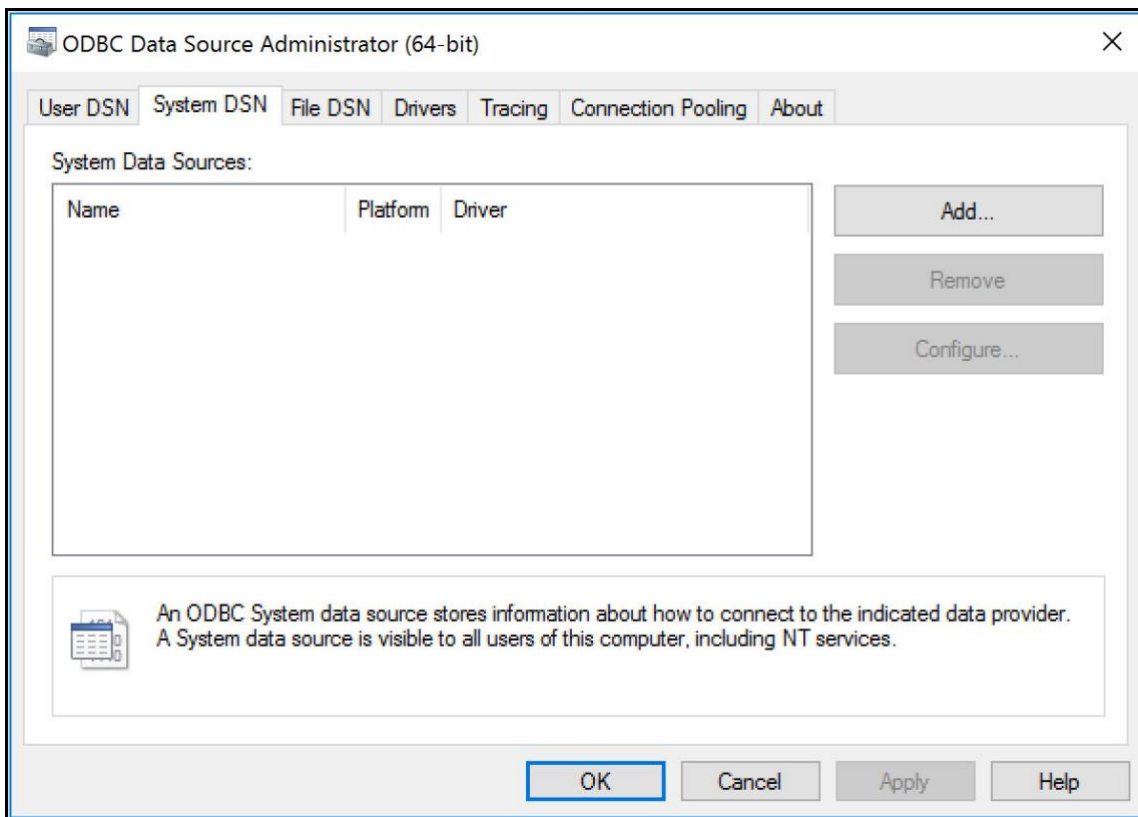 ODBC Data Source Administrator (64-bit)
User DSN System DSN File DSN Drivers Tracing Connection Pooling About
System Data Sources:
Name Platform Driver
Add...
Remove
Configure...
An ODBC System data source stores information about how to connect to the indicated data provider.
A System data source is visible to all users of this computer, including NT services.
OK Cancel Apply Help